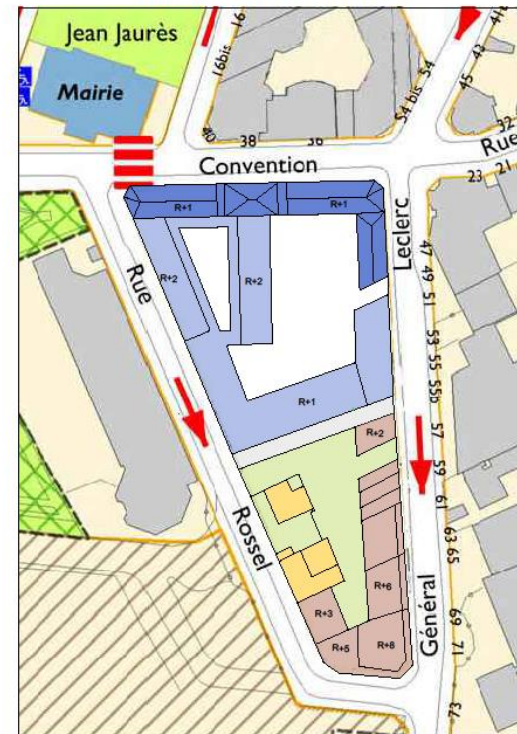 Jean Jaurès
Mairie
16
16bis
40
38
36
54 bis
54
41b
43
45
32
Rue
23
21
Convention
Leclerc
R+1
R+1
R+2
R+2
Rue
47
49
51
53
55
55b
57
59
61
63
65
69
71
73
R+1
R+2
Rossel
R+6
R+3
R+5
R+8
Général